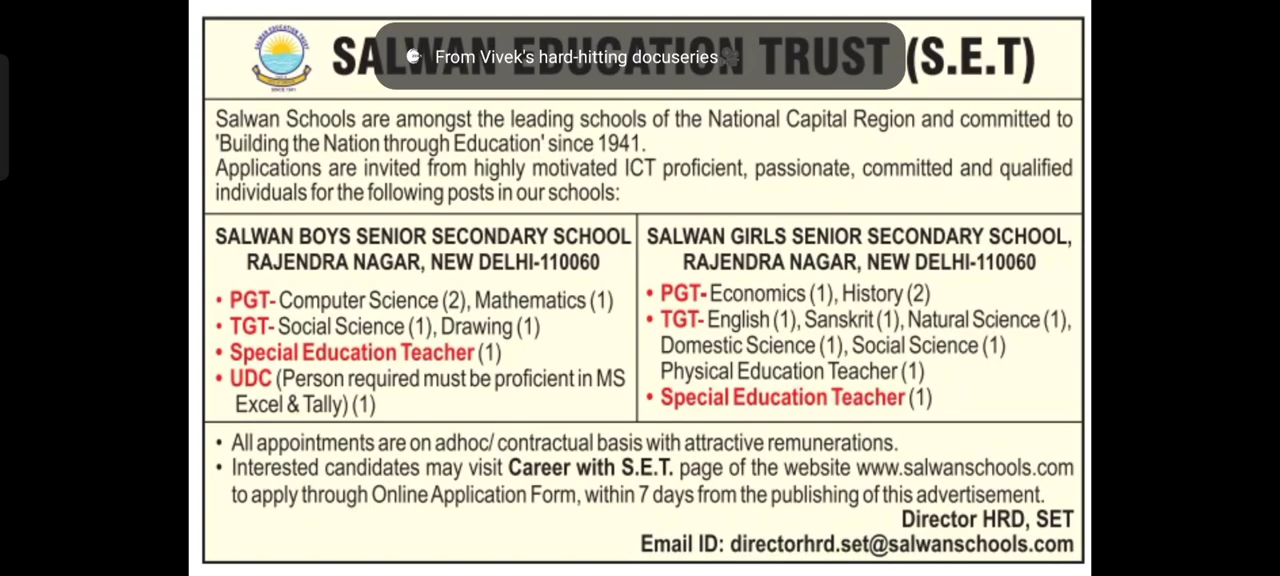 SALWAN EDUCATION TRUST (S.E.T)
From Vivek's hard-hitting docuseries
SINCE 1941
Salwan Schools are amongst the leading schools of the National Capital Region and committed to
'Building the Nation through Education' since 1941.
Applications are invited from highly motivated ICT proficient, passionate, committed and qualified
individuals for the following posts in our schools:
SALWAN BOYS SENIOR SECONDARY SCHOOL
RAJENDRA NAGAR, NEW DELHI-110060
• PGT- Computer Science (2), Mathematics (1)
• TGT- Social Science (1), Drawing (1)
• Special Education Teacher (1)
• UDC (Person required must be proficient in MS
Excel & Tally) (1)
SALWAN GIRLS SENIOR SECONDARY SCHOOL,
RAJENDRA NAGAR, NEW DELHI-110060
• PGT- Economics (1), History (2)
• TGT- English (1), Sanskrit (1), Natural Science (1),
Domestic Science (1), Social Science (1)
Physical Education Teacher (1)
• Special Education Teacher (1)
• All appointments are on adhoc/ contractual basis with attractive remunerations.
• Interested candidates may visit Career with S.E.T. page of the website www.salwanschools.com
to apply through Online Application Form, within 7 days from the publishing of this advertisement.
Director HRD, SET
Email ID: directorhrd.set@salwanschools.com